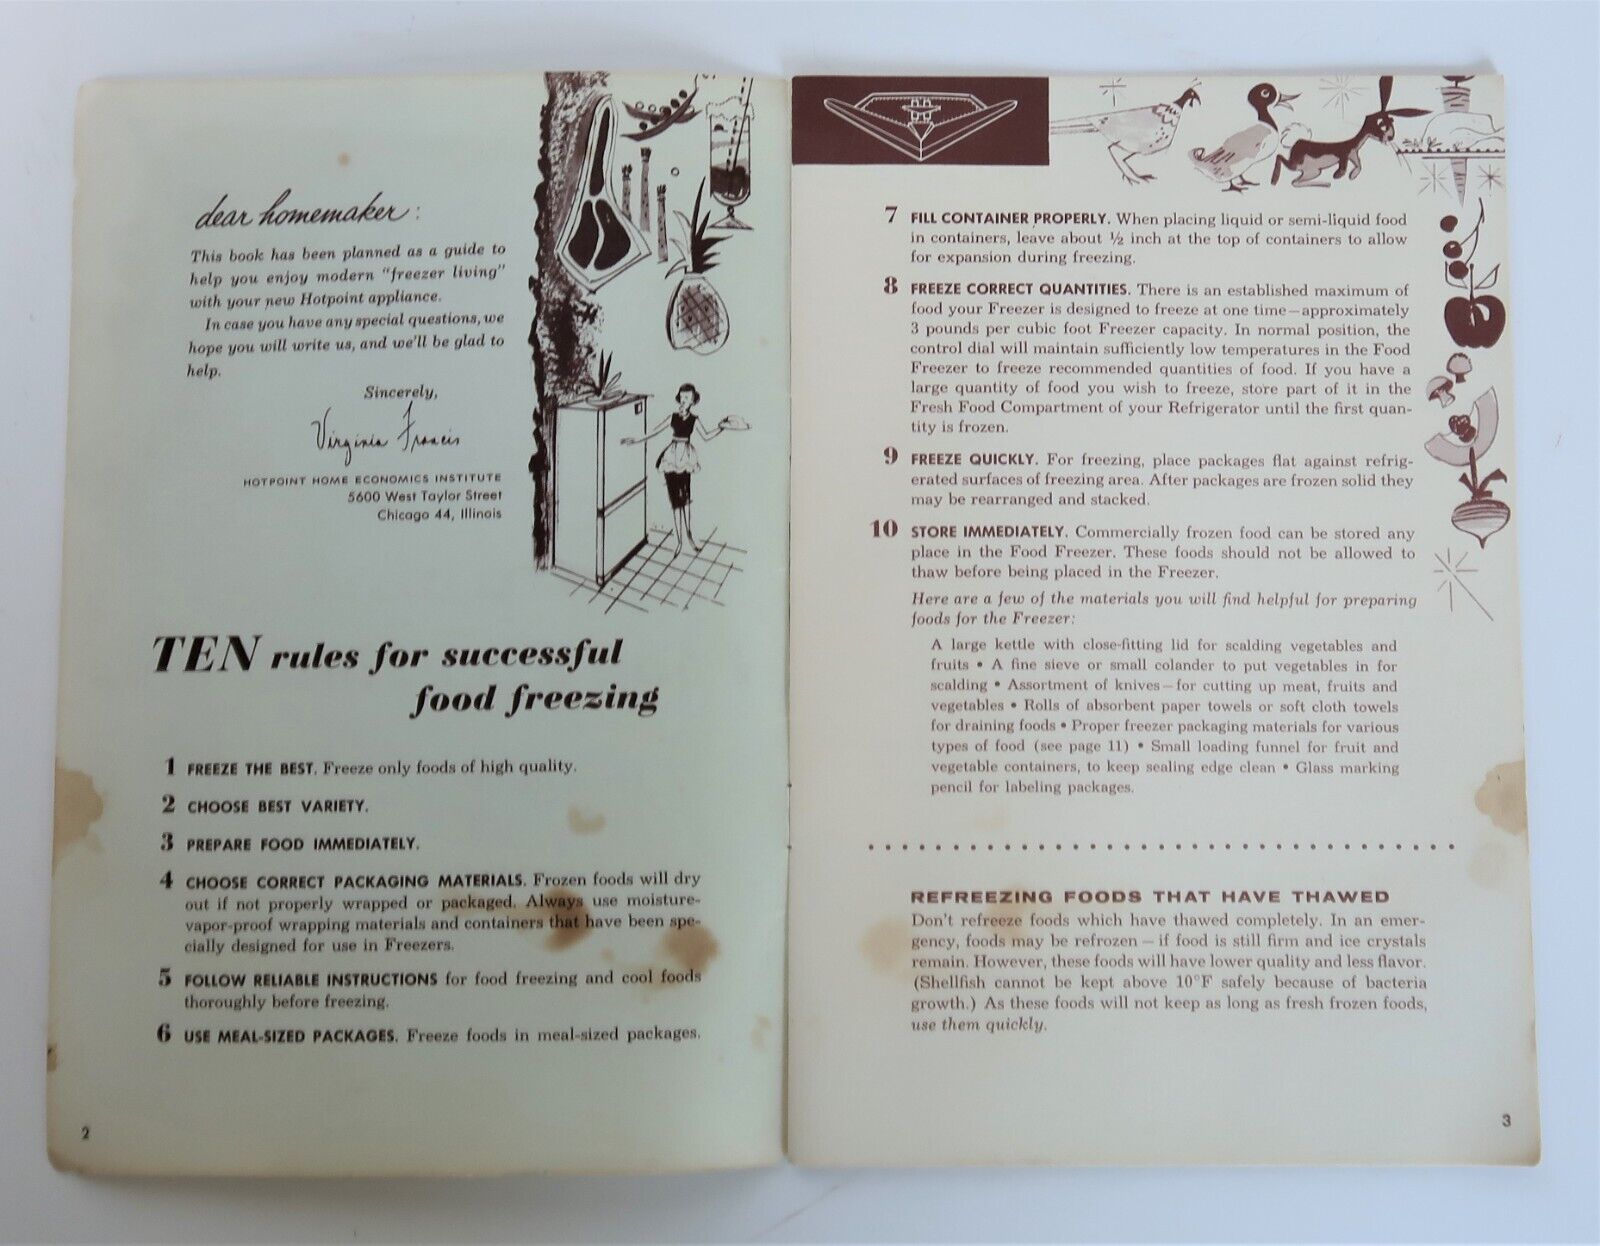 dear homemaker:
This book has been planned as a guide to
help you enjoy modern "freezer living"
with your new Hotpoint appliance.
In case you have any special questions, we
hope you will write us, and we'll be glad to
help.
Sincerely,
Virginia Francis
HOTPOINT HOME ECONOMICS INSTITUTE
5600 West Taylor Street
Chicago 44, Illinois
TEN rules for successful
food freezing
1 FREEZE THE BEST. Freeze only foods of high quality.
2 CHOOSE BEST VARIETY.
3 PREPARE FOOD IMMEDIATELY.
4 CHOOSE CORRECT PACKAGING MATERIALS. Frozen foods will dry
out if not properly wrapped or packaged. Always use moisture-
vapor-proof wrapping materials and containers that have been spe-
cially designed for use in Freezers.
5 FOLLOW RELIABLE INSTRUCTIONS for food freezing and cool foods
thoroughly before freezing.
6 USE MEAL-SIZED PACKAGES. Freeze foods in meal-sized packages.
2
7 FILL CONTAINER PROPERLY. When placing liquid or semi-liquid food
in containers, leave about ½ inch at the top of containers to allow
for expansion during freezing.
8 FREEZE CORRECT QUANTITIES. There is an established maximum of
food your Freezer is designed to freeze at one time—approximately
3 pounds per cubic foot Freezer capacity. In normal position, the
control dial will maintain sufficiently low temperatures in the Food
Freezer to freeze recommended quantities of food. If you have a
large quantity of food you wish to freeze, store part of it in the
Fresh Food Compartment of your Refrigerator until the first quan-
tity is frozen.
9 FREEZE QUICKLY. For freezing, place packages flat against refrig-
erated surfaces of freezing area. After packages are frozen solid they
may be rearranged and stacked.
10 STORE IMMEDIATELY. Commercially frozen food can be stored any
place in the Food Freezer. These foods should not be allowed to
thaw before being placed in the Freezer.
Here are a few of the materials you will find helpful for preparing
foods for the Freezer:
A large kettle with close-fitting lid for scalding vegetables and
fruits • A fine sieve or small colander to put vegetables in for
scalding • Assortment of knives—for cutting up meat, fruits and
vegetables • Rolls of absorbent paper towels or soft cloth towels
for draining foods • Proper freezer packaging materials for various
types of food (see page 11) • Small loading funnel for fruit and
vegetable containers, to keep sealing edge clean • Glass marking
pencil for labeling packages.
REFREEZING FOODS THAT HAVE THAWED
Don't refreeze foods which have thawed completely. In an emer-
gency, foods may be refrozen—if food is still firm and ice crystals
remain. However, these foods will have lower quality and less flavor.
(Shellfish cannot be kept above 10°F safely because of bacteria
growth.) As these foods will not keep as long as fresh frozen foods,
use them quickly.
3